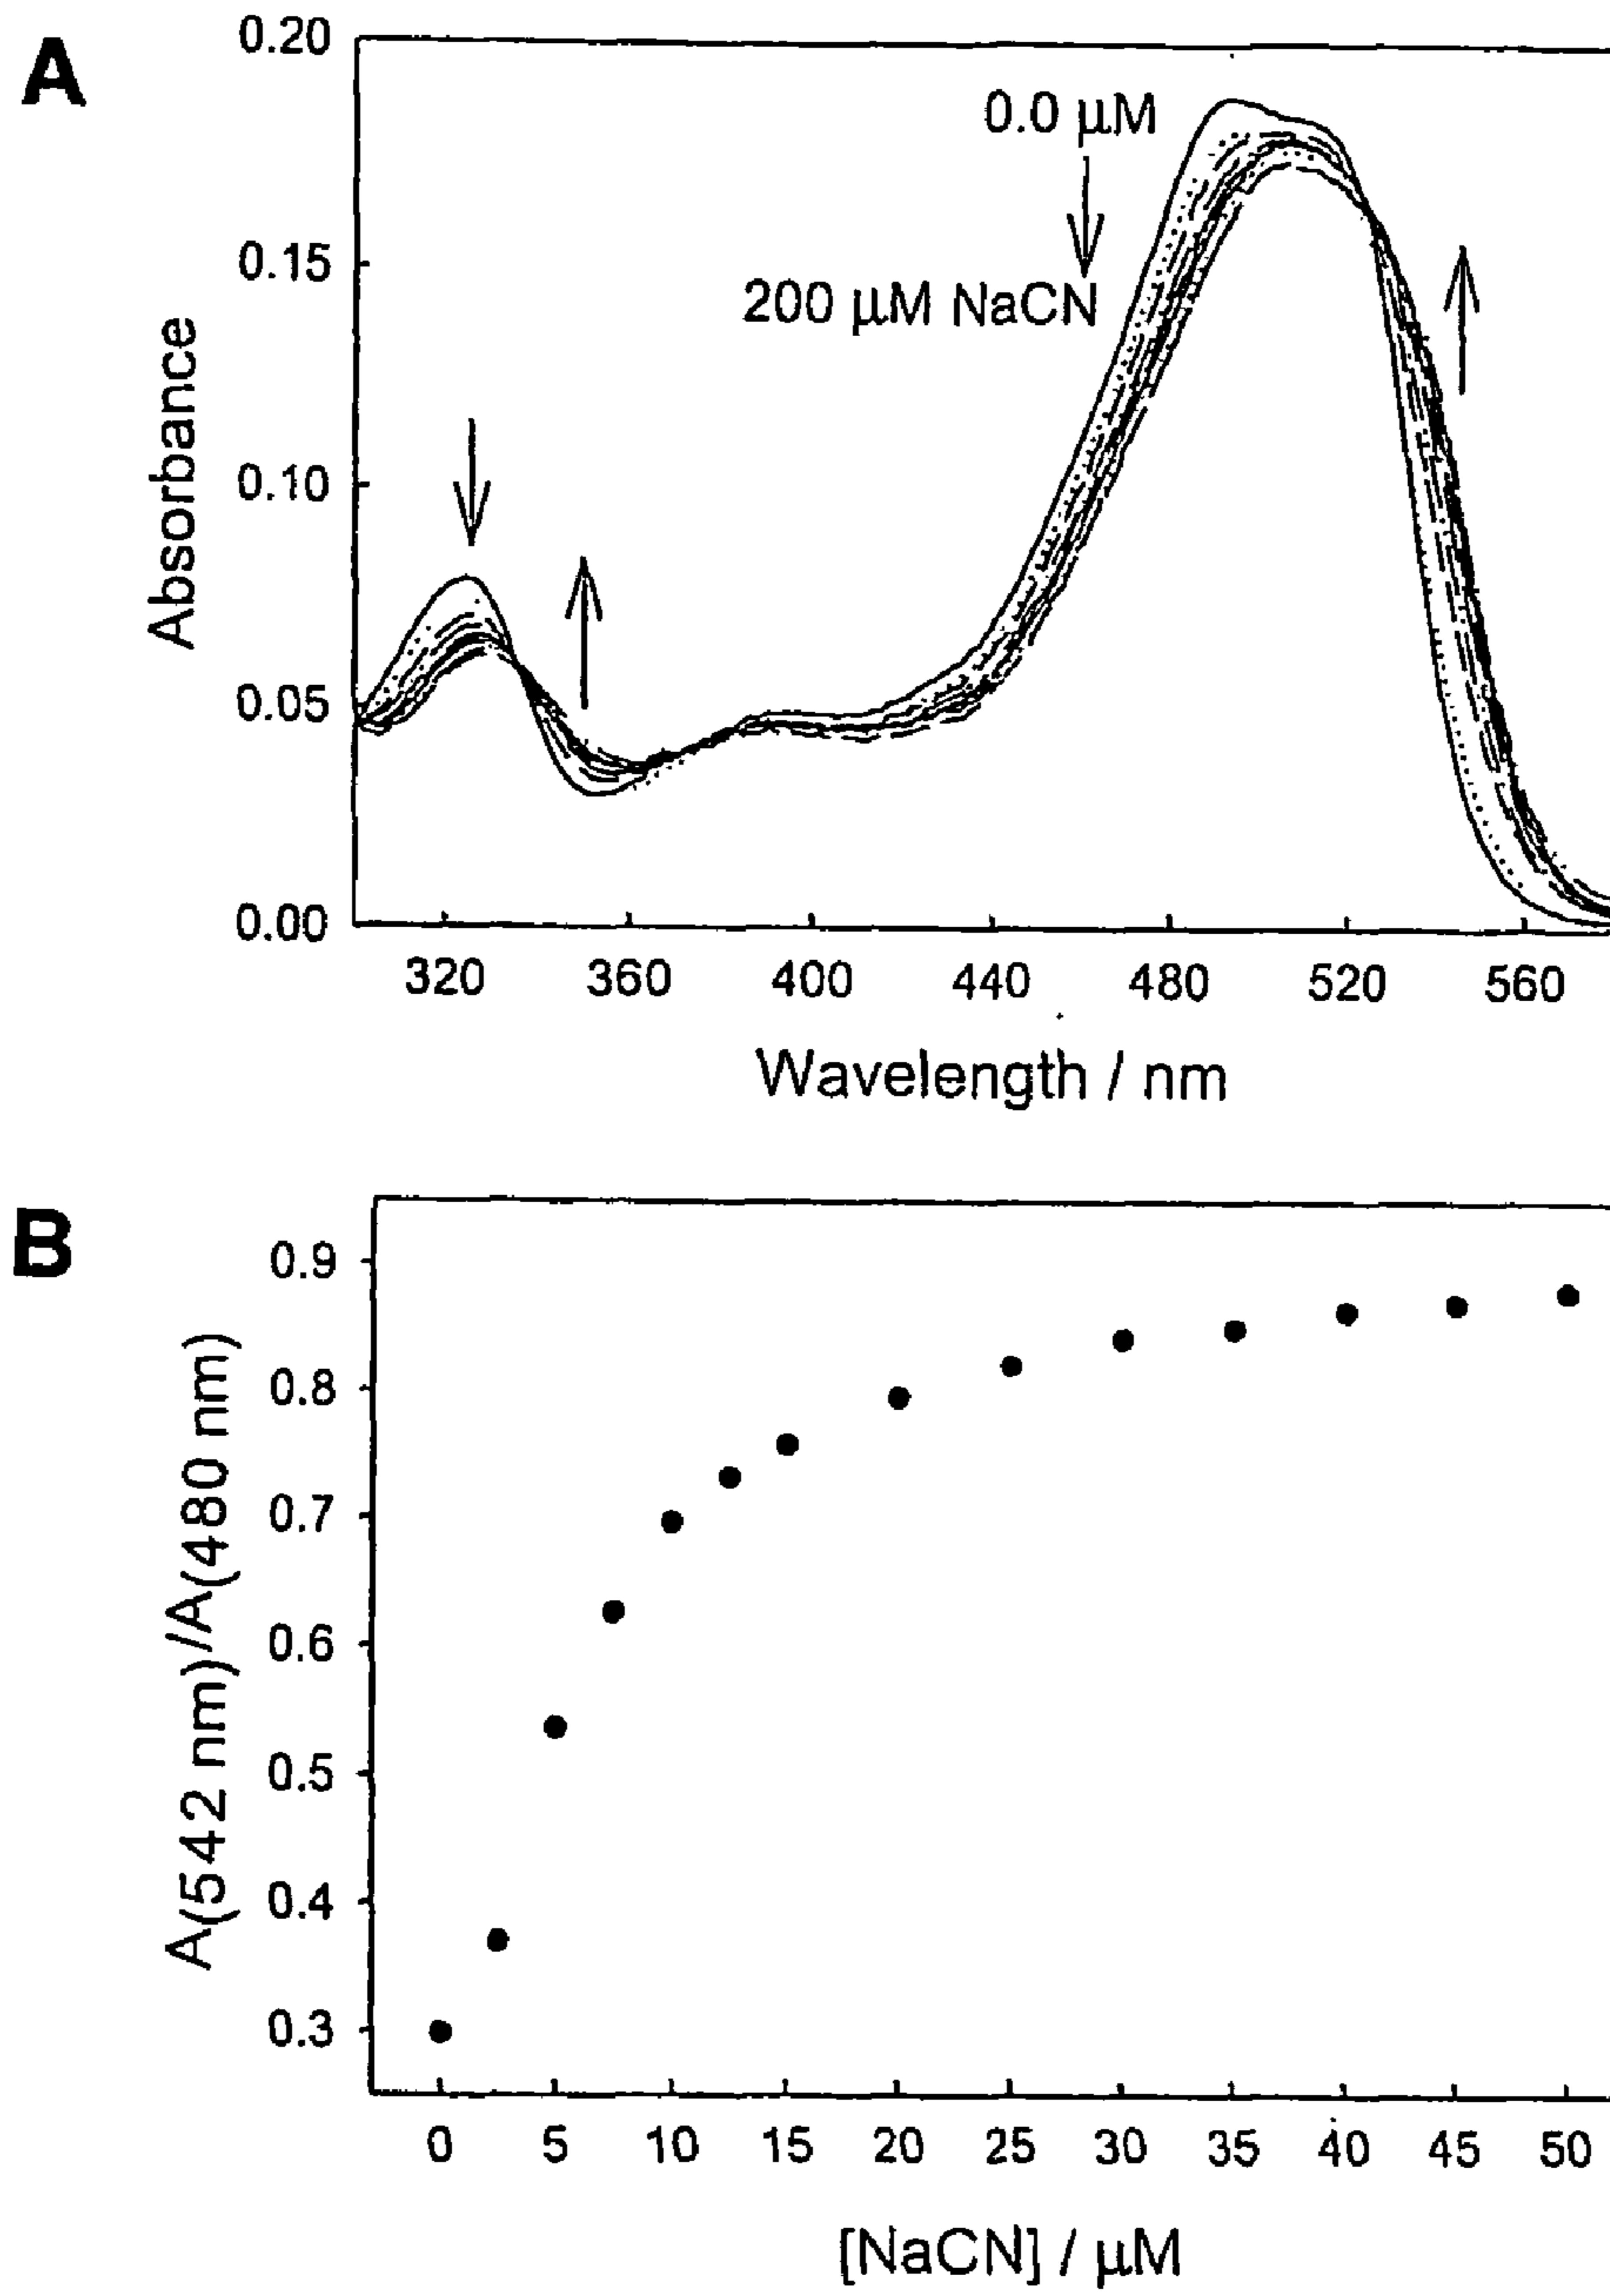 A
0.20
0.15
0.10
0.05
0.00
Absorbance
0.0 µM
200 µM NaCN
320 360 400 440 480 520 560
Wavelength / nm
B
0.9
0.8
0.7
0.6
0.5
0.4
0.3
A(542 nm)/A(480 nm)
0 5 10 15 20 25 30 35 40 45 50
[NaCN] / µM